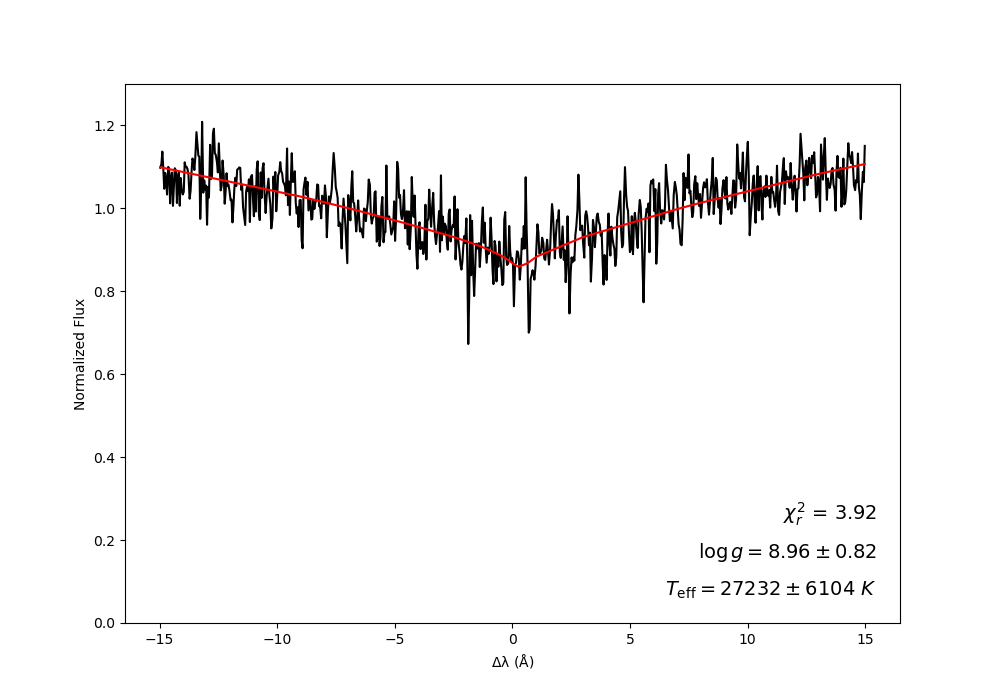 1.2
1.0
0.8
0.6
0.4
0.2
0.0
Normalized Flux
χ²ᵣ = 3.92
log g = 8.96 ± 0.82
T_eff = 27232 ± 6104 K
−15 −10 −5 0 5 10 15
Δλ (Å)